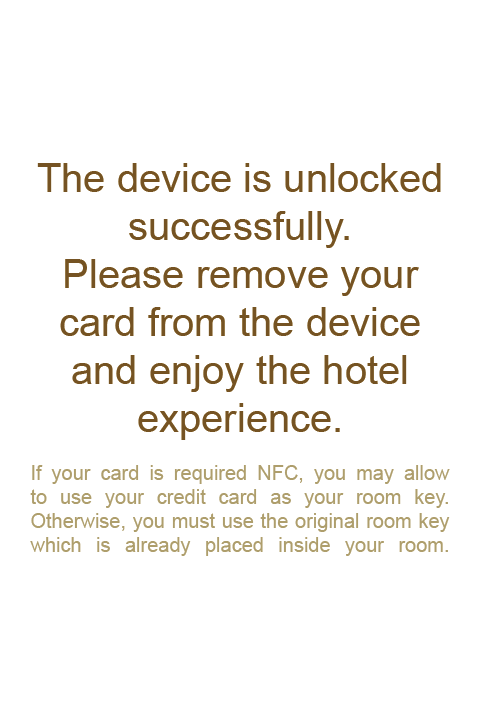 The device is unlocked
successfully.
Please remove your
card from the device
and enjoy the hotel
experience.
If your card is required NFC, you may allow
to use your credit card as your room key.
Otherwise, you must use the original room key
which is already placed inside your room.